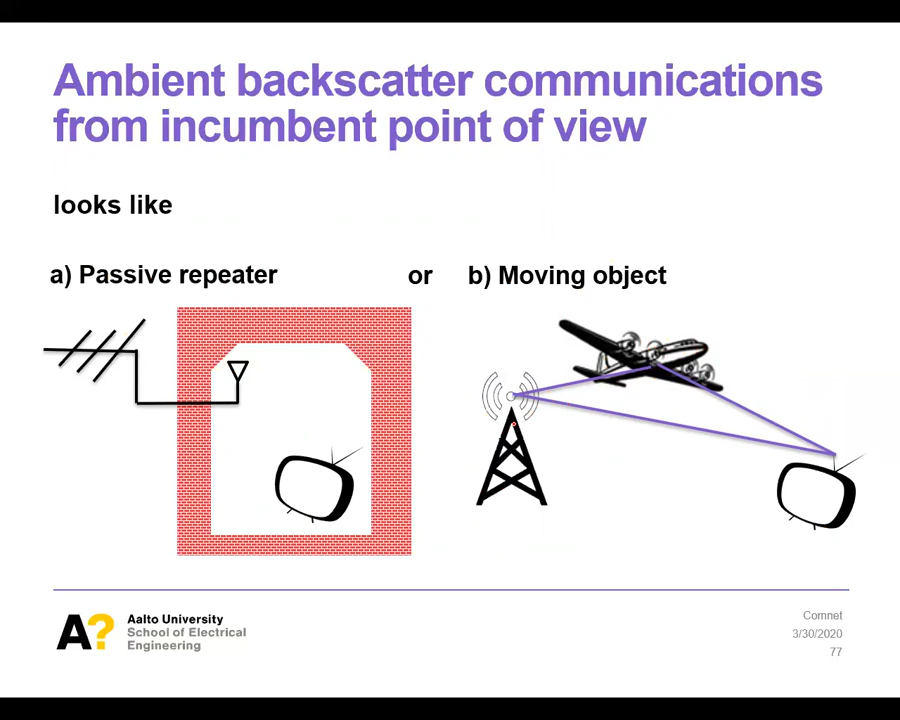 Ambient backscatter communications
from incumbent point of view
looks like
a) Passive repeater or b) Moving object
A?
Aalto University
School of Electrical
Engineering
Comnet
3/30/2020
77